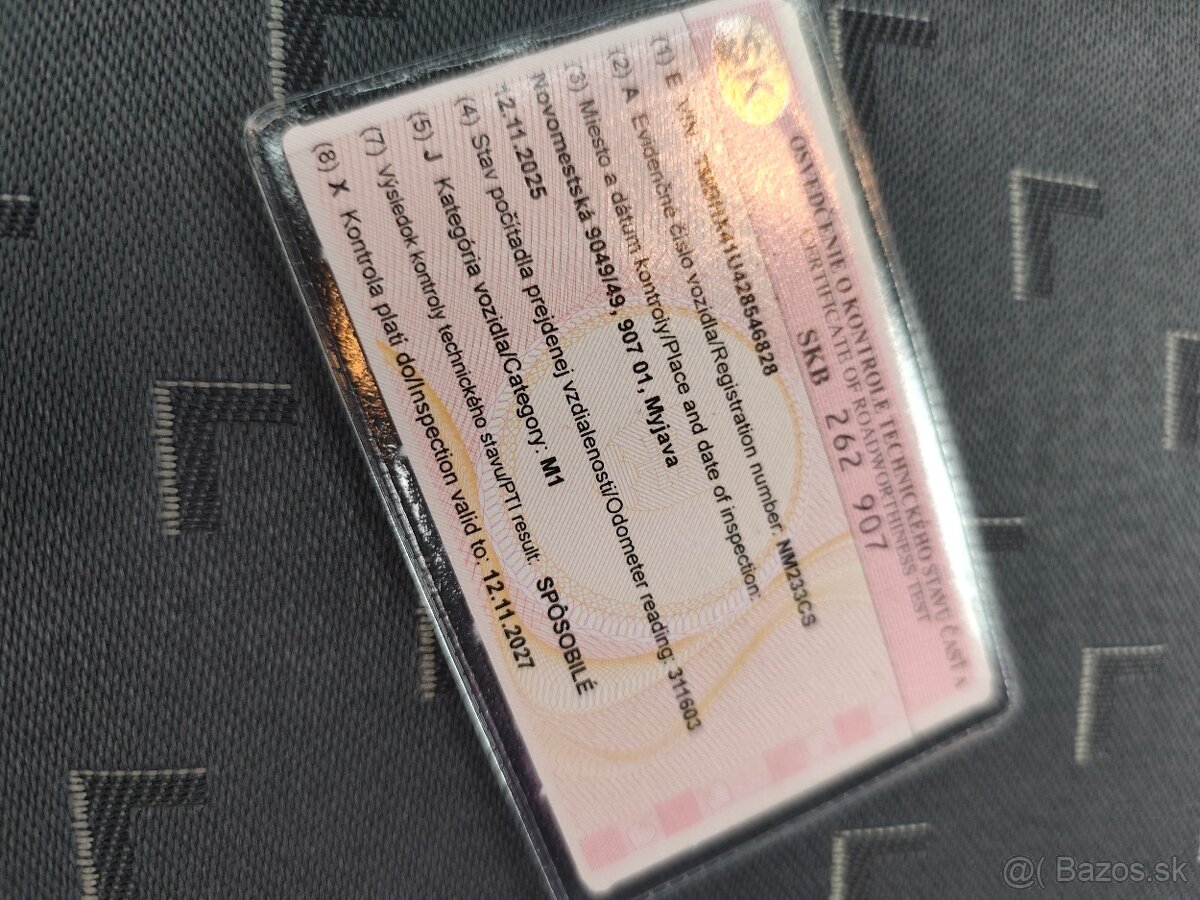 SK
OSVEDČENIE O KONTROLE TECHNICKÉHO STAVU ČASŤ A
CERTIFICATE OF ROADWORTHINESS TEST
SKB 262 907
(1) E VIN: TMBHX41U428546828
(2) A Evidenčné číslo vozidla/Registration number: NM233CS
(3) Miesto a dátum kontroly/Place and date of inspection:
Novomestská 9049/49, 907 01, Myjava
12.11.2025
(4) Stav počítadla prejdenej vzdialenosti/Odometer reading: 311603
(5) J Kategória vozidla/Category: M1
(7) Výsledok kontroly technického stavu/PTI result: SPÔSOBILÉ
(8) X Kontrola platí do/Inspection valid to: 12.11.2027
@( Bazos.sk